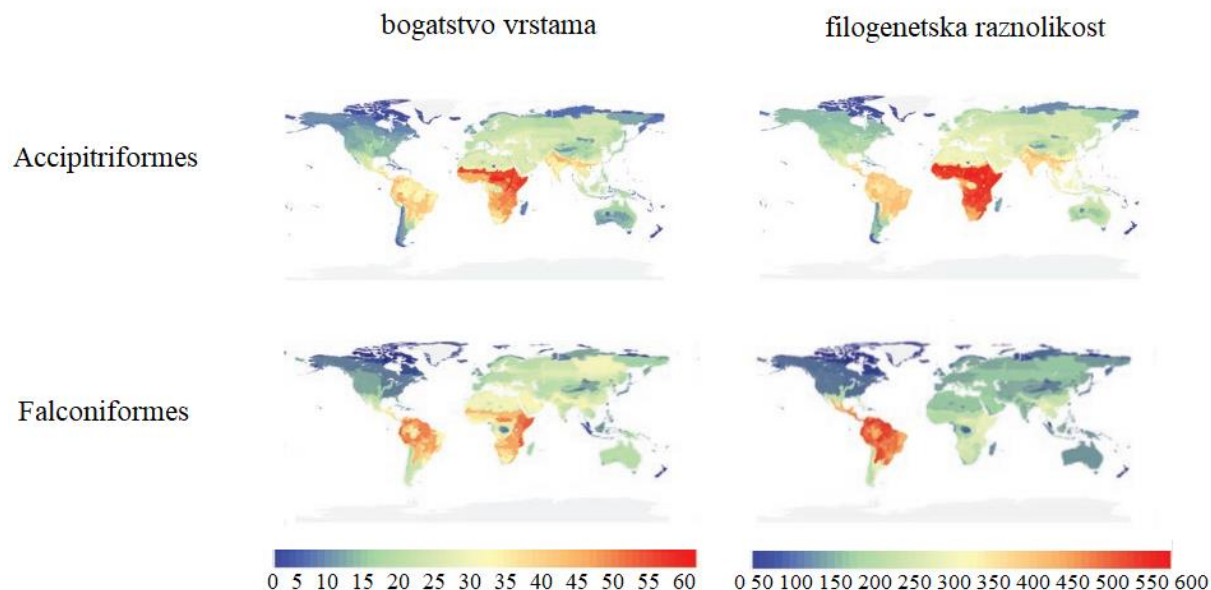 bogatstvo vrstama
filogenetska raznolikost
Accipitriformes
Falconiformes
0 5 10 15 20 25 30 35 40 45 50 55 60
0 50 100 150 200 250 300 350 400 450 500 550 600